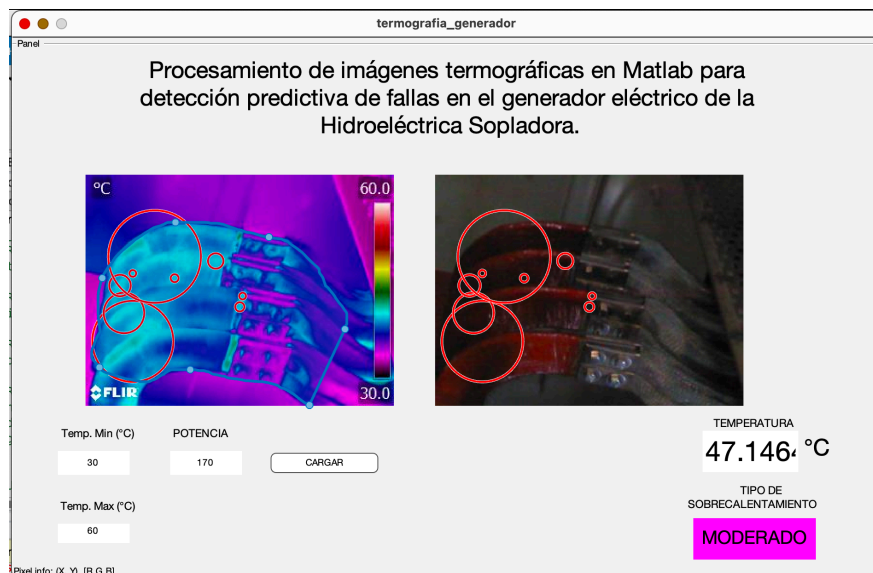 termografia_generador
Panel
Procesamiento de imágenes termográficas en Matlab para
detección predictiva de fallas en el generador eléctrico de la
Hidroeléctrica Sopladora.
°C
60.0
30.0
FLIR
Temp. Min (°C)
POTENCIA
30
170
CARGAR
Temp. Max (°C)
60
TEMPERATURA
47.146
°C
TIPO DE
SOBRECALENTAMIENTO
MODERADO
Pixel info: (X, Y) [R G B]